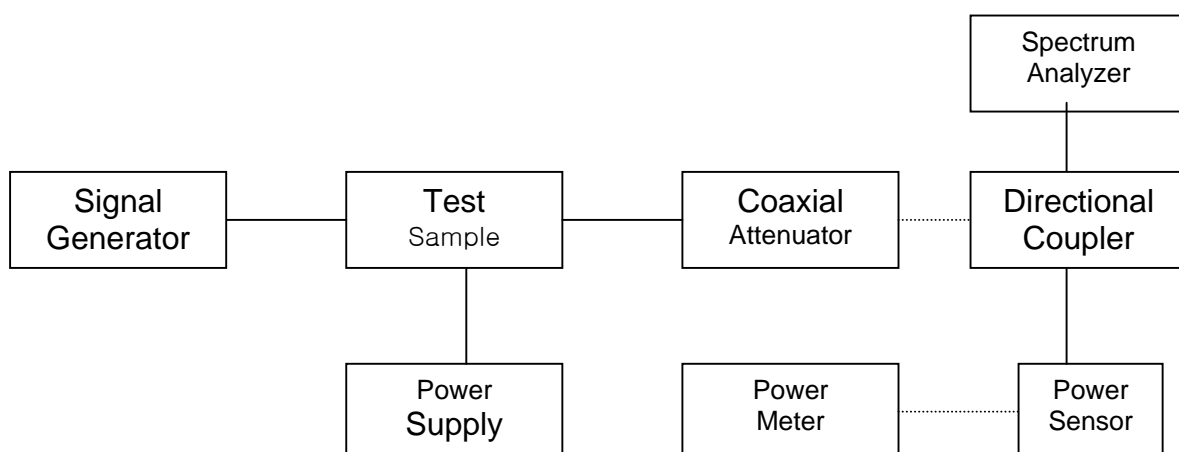 Spectrum
Analyzer
Signal
Generator
Test
Sample
Coaxial
Attenuator
Directional
Coupler
Power
Supply
Power
Meter
Power
Sensor